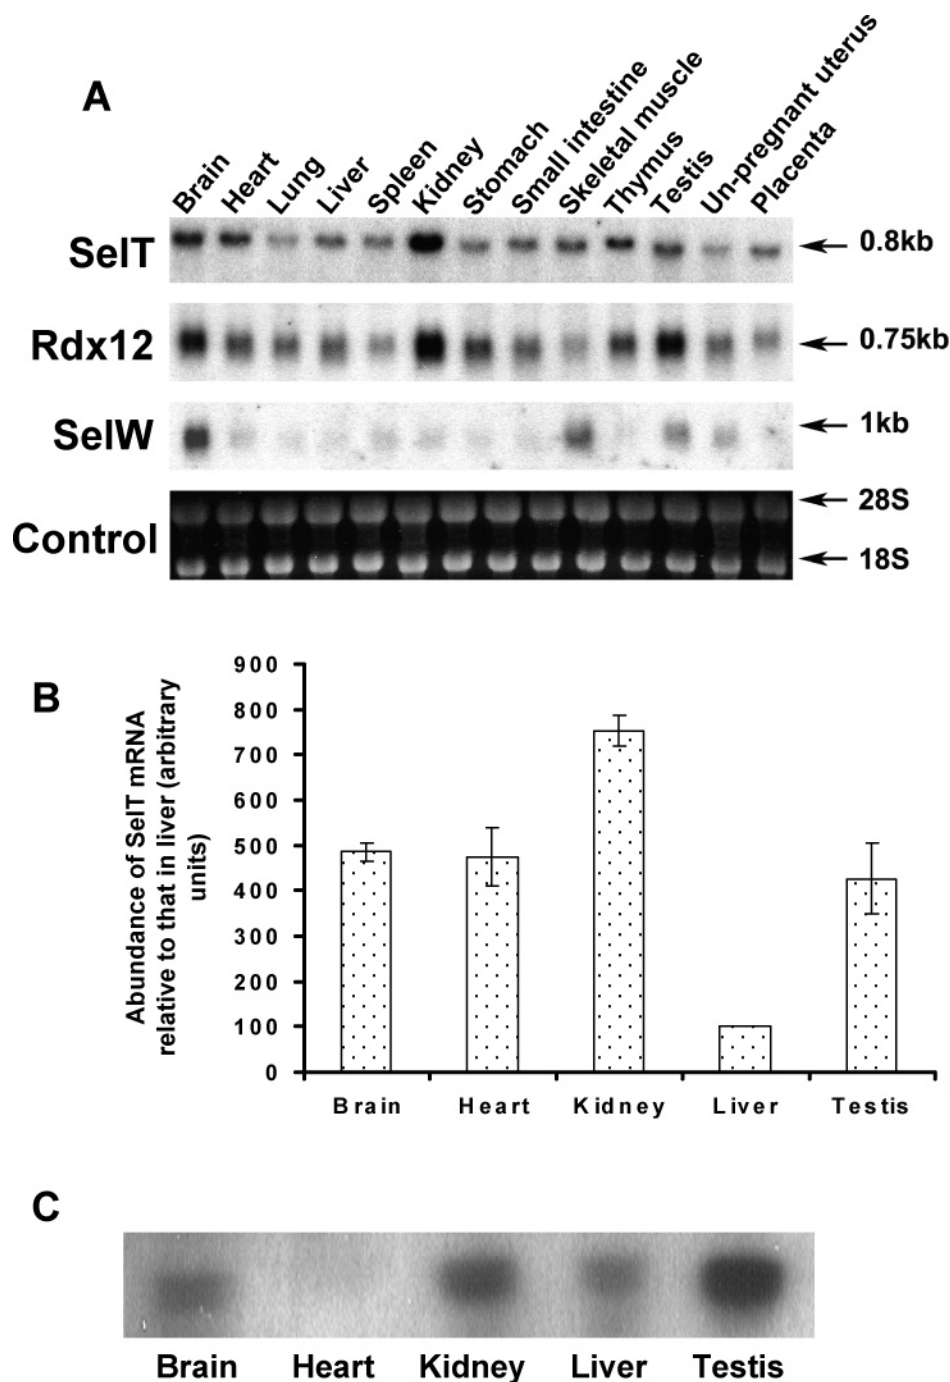 A
Brain
Heart
Lung
Liver
Spleen
Kidney
Stomach
Small intestine
Skeletal muscle
Thymus
Testis
Un-pregnant uterus
Placenta
SelT
0.8kb
Rdx12
0.75kb
SelW
1kb
Control
28S
18S
B
Abundance of SelT mRNA
relative to that in liver (arbitrary
units)
900
800
700
600
500
400
300
200
100
0
Brain Heart Kidney Liver Testis
C
Brain Heart Kidney Liver Testis